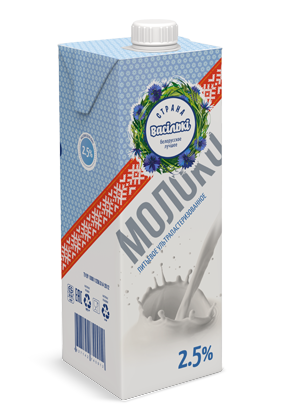 СТРАНА
Васількі
Белорусское
лучшее
2.5%
МОЛОКО
ПИТЬЕВОЕ УЛЬТРАПАСТЕРИЗОВАННОЕ
2.5%